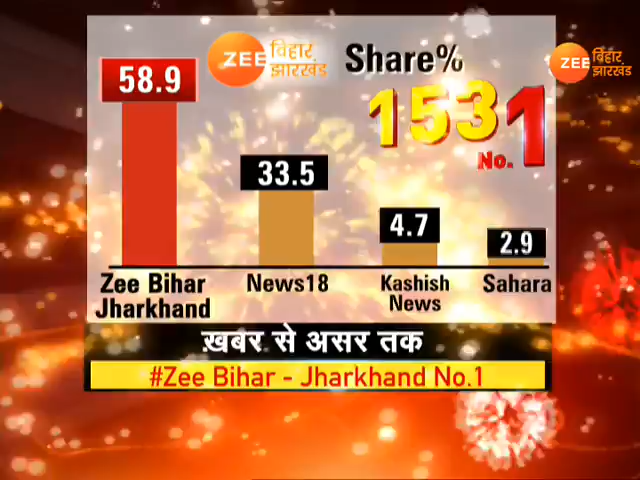 ZEE बिहार झारखंड
Share%
ZEE बिहार झारखंड
1531
No.
58.9
33.5
4.7
2.9
Zee Bihar Jharkhand
News18
Kashish News
Sahara
ख़बर से असर तक
#Zee Bihar - Jharkhand No.1